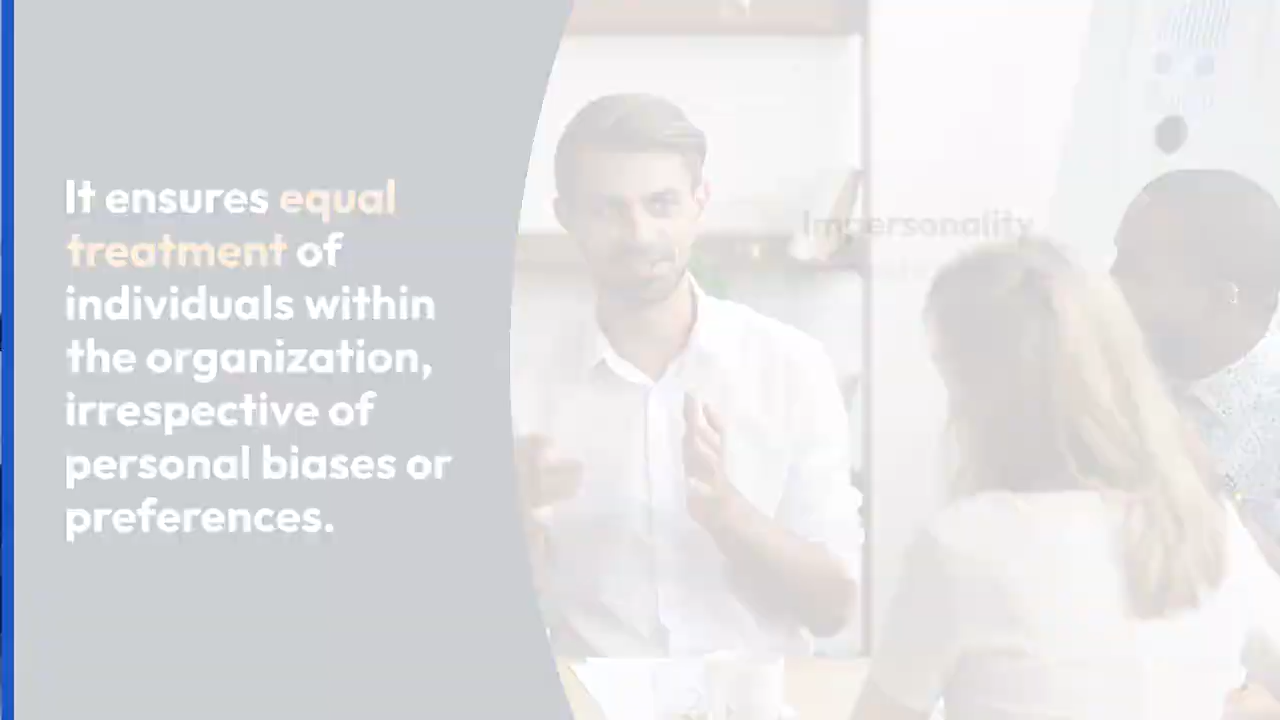 It ensures equal
treatment of
individuals within
the organization,
irrespective of
personal biases or
preferences.
Impersonality